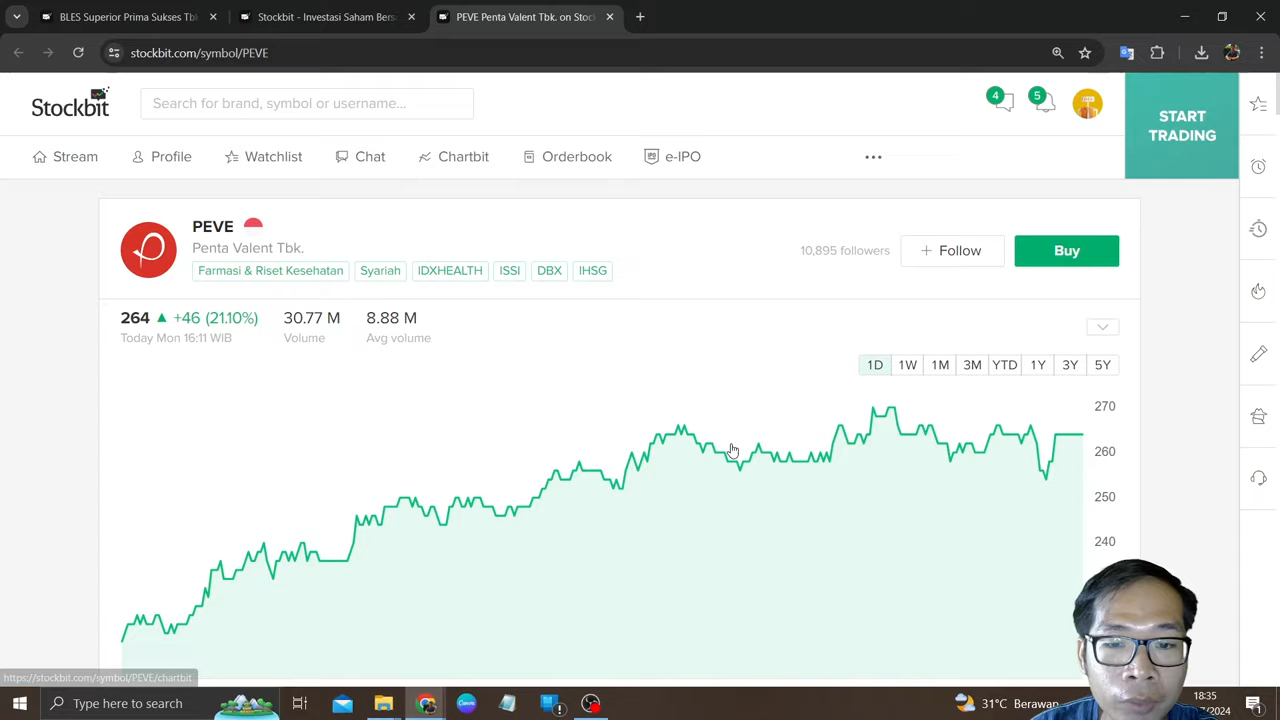 BLES Superior Prima Sukses Tbk
Stockbit - Investasi Saham Bers
PEVE Penta Valent Tbk. on Stoc
stockbit.com/symbol/PEVE
Stockbit
Search for brand, symbol or username...
4
5
START
TRADING
Stream
Profile
Watchlist
Chat
Chartbit
Orderbook
e-IPO
PEVE
Penta Valent Tbk.
Farmasi & Riset Kesehatan
Syariah
IDXHEALTH
ISSI
DBX
IHSG
10,895 followers
+ Follow
Buy
264 ▲ +46 (21.10%)
Today Mon 16:11 WIB
30.77 M
Volume
8.88 M
Avg volume
1D
1W
1M
3M
YTD
1Y
3Y
5Y
270
260
250
240
https://stockbit.com/symbol/PEVE/chartbit
Type here to search
31°C Berawan
18:35
2024